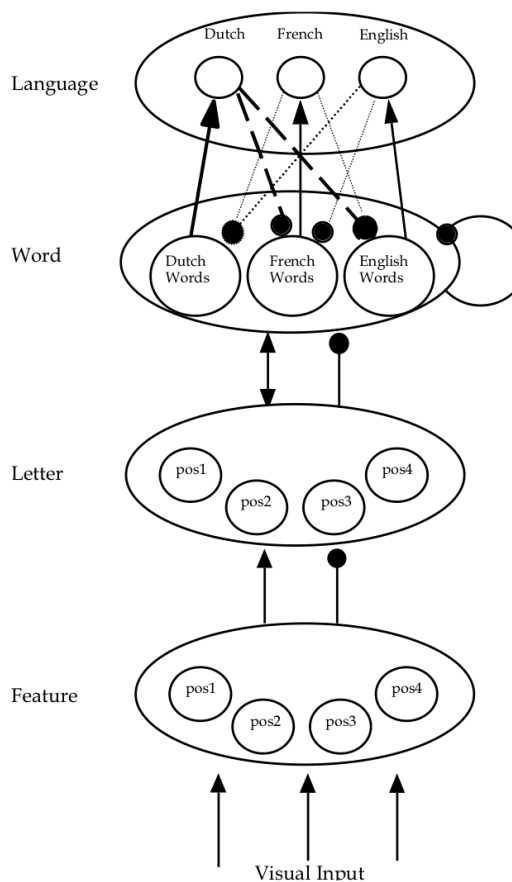 Dutch French English
Language
Word
Dutch French English
Words Words Words
Letter
pos1 pos4
pos2 pos3
Feature
pos1 pos4
pos2 pos3
Visual Input